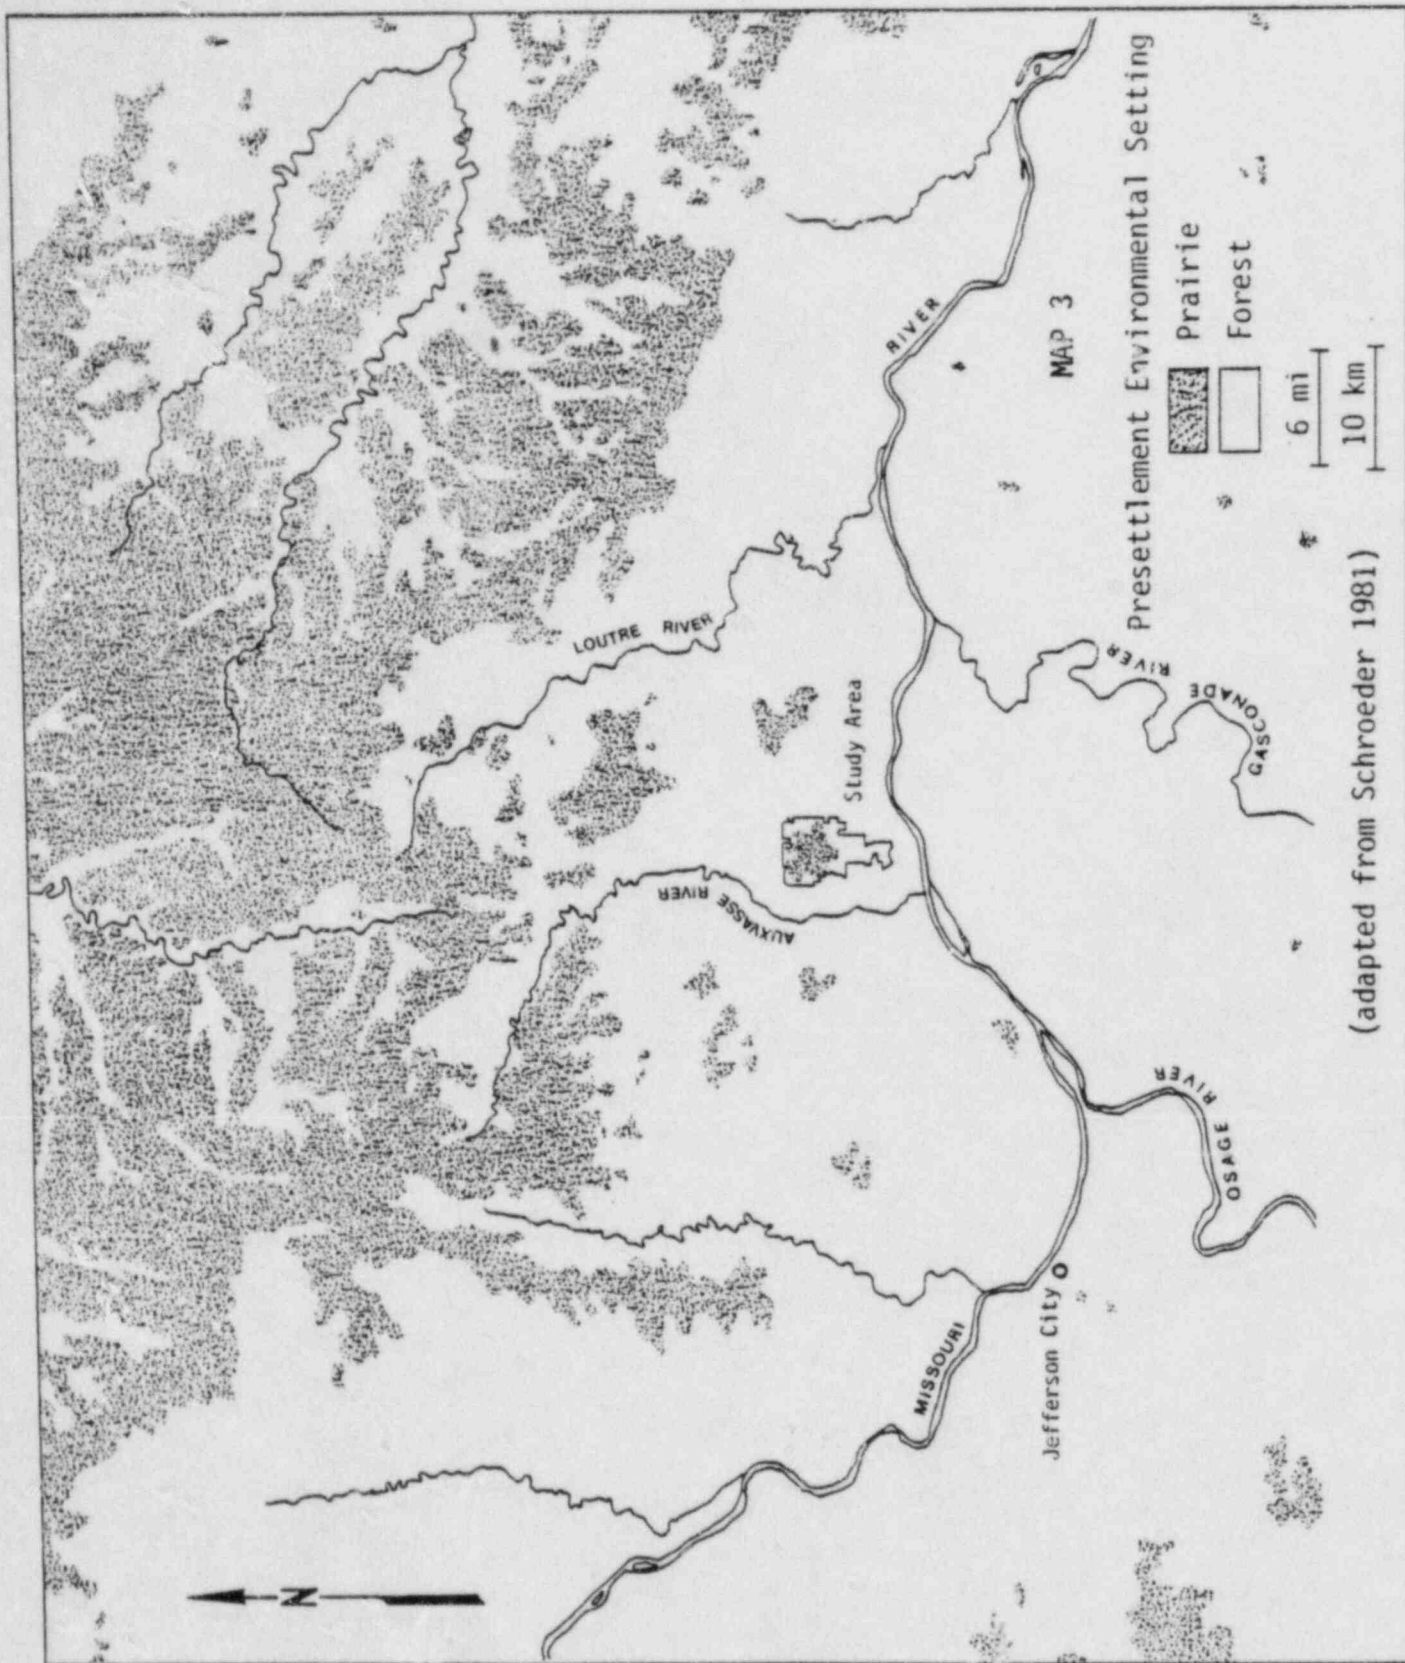 N
LOUTRE RIVER
AUXVASSE RIVER
Study Area
MISSOURI
RIVER
Jefferson City
MAP 3
Presettlement Environmental Setting
Prairie
Forest
6 mi
10 km
GASCONADE RIVER
OSAGE RIVER
(adapted from Schroeder 1981)